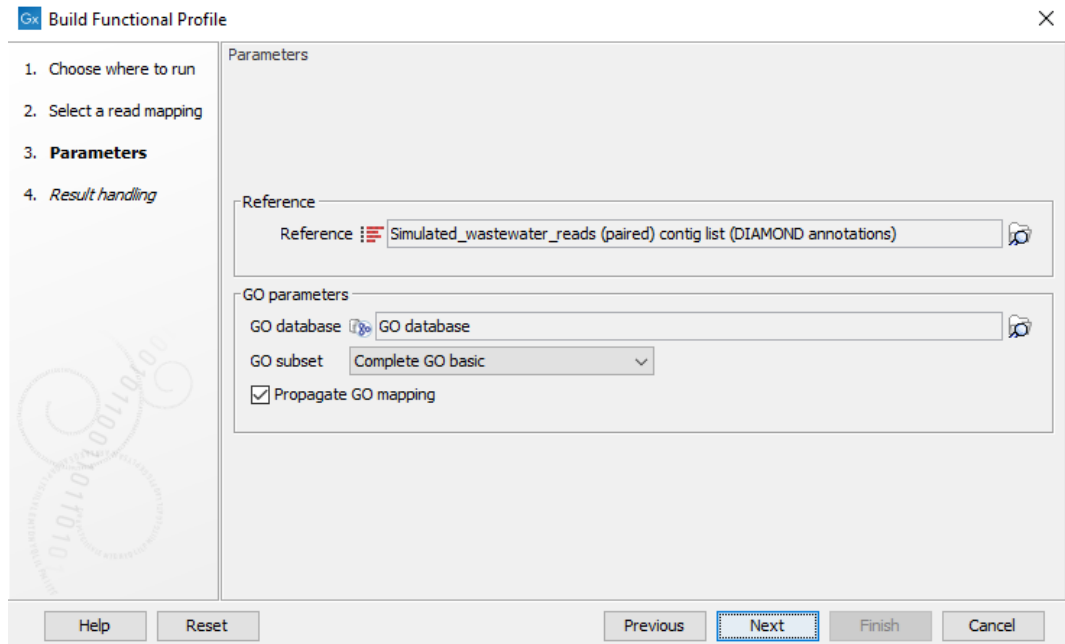 Gx Build Functional Profile
1. Choose where to run
2. Select a read mapping
3. Parameters
4. Result handling
Parameters
Reference
Reference Simulated_wastewater_reads (paired) contig list (DIAMOND annotations)
GO parameters
GO database GO database
GO subset Complete GO basic
Propagate GO mapping
Help Reset Previous Next Finish Cancel